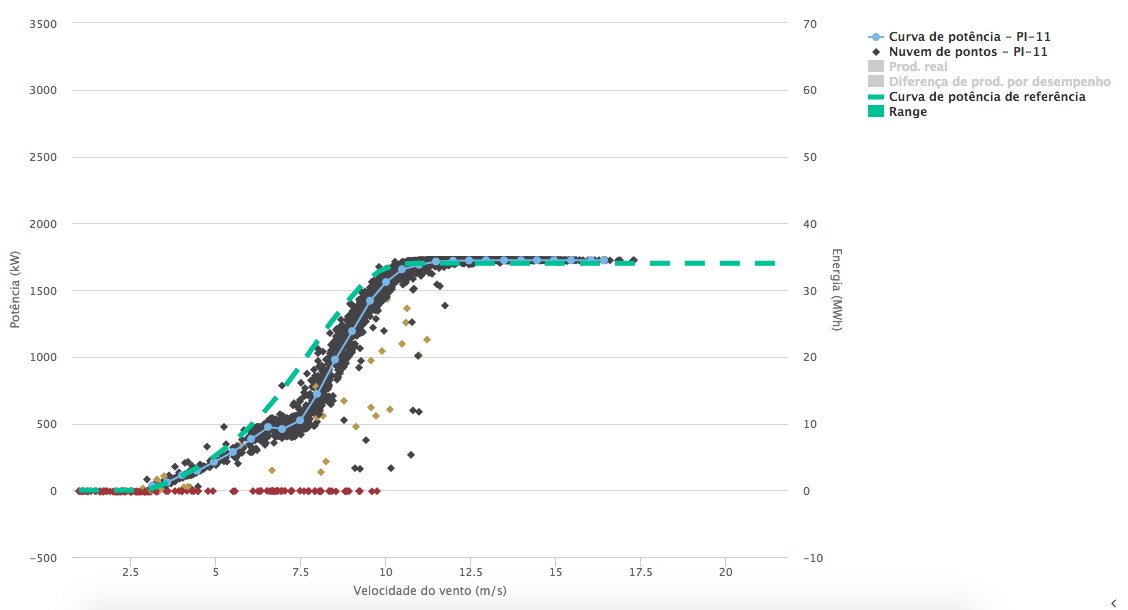 3500
3000
2500
2000
1500
1000
500
0
-500
Potência (kW)
70
60
50
40
30
20
10
0
-10
Energia (MWh)
2.5
5
7.5
10
12.5
15
17.5
20
Velocidade do vento (m/s)
Curva de potência - PI-11
Nuvem de pontos - PI-11
Prod. real
Diferença de prod. por desempenho
Curva de potência de referência
Range